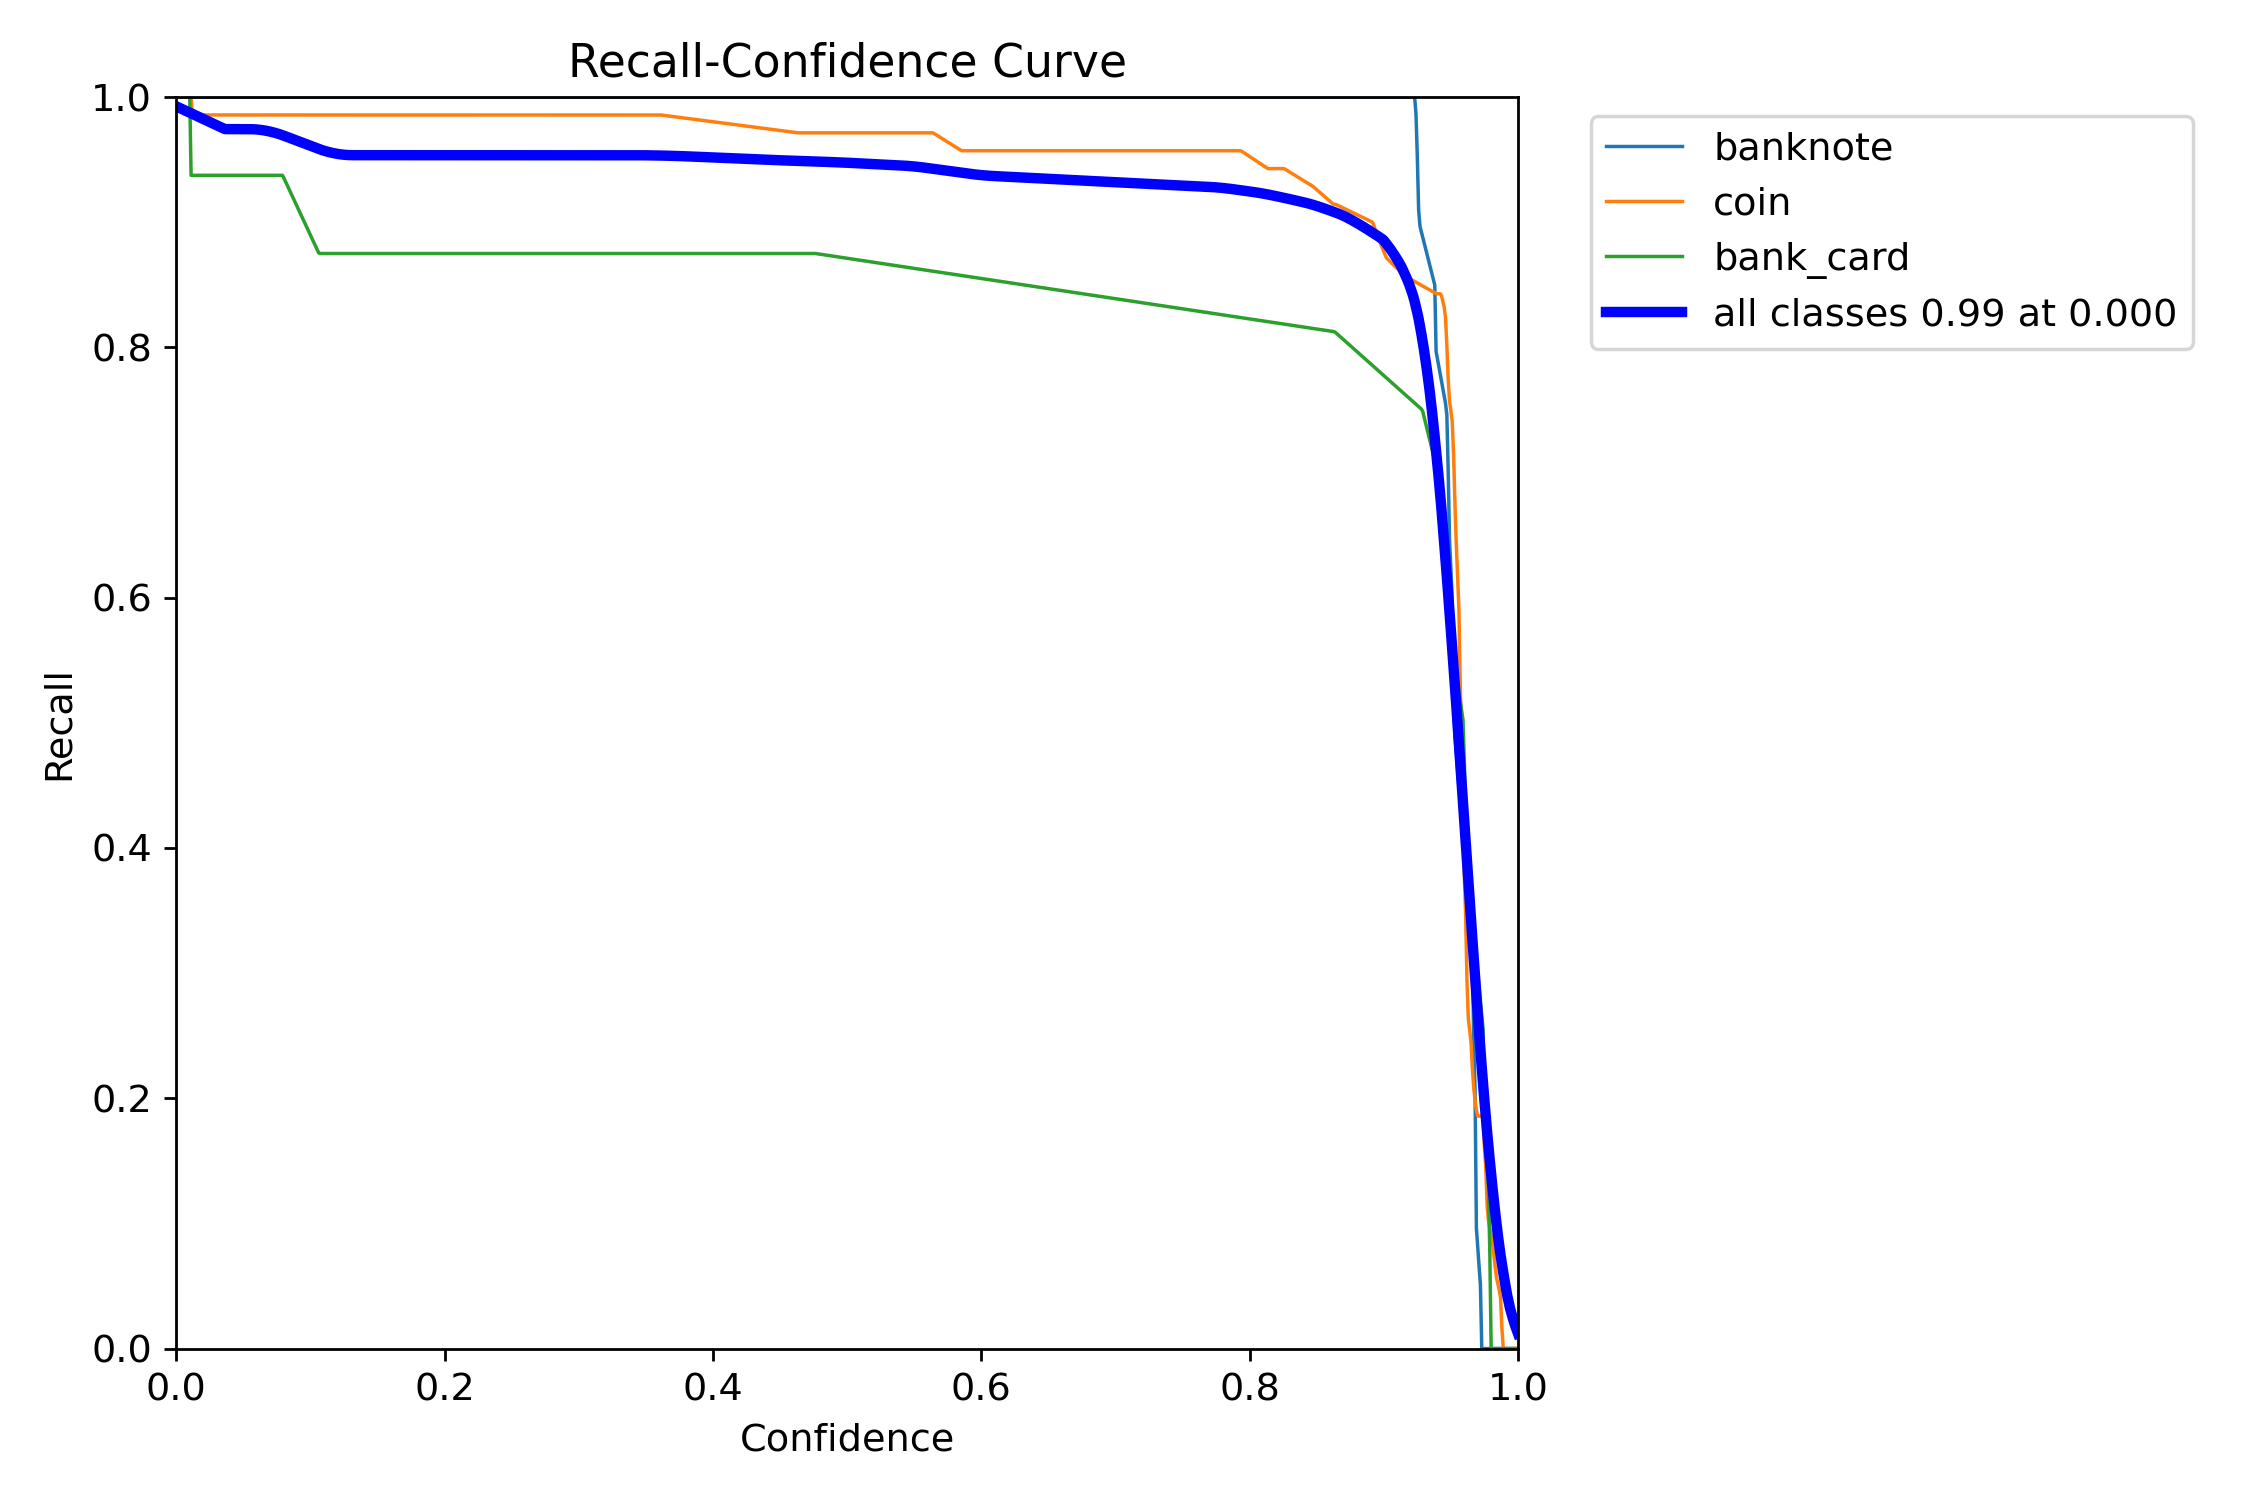 Recall-Confidence Curve
1.0
0.8
0.6
0.4
0.2
0.0
Recall
0.0 0.2 0.4 0.6 0.8 1.0
Confidence
banknote
coin
bank_card
all classes 0.99 at 0.000